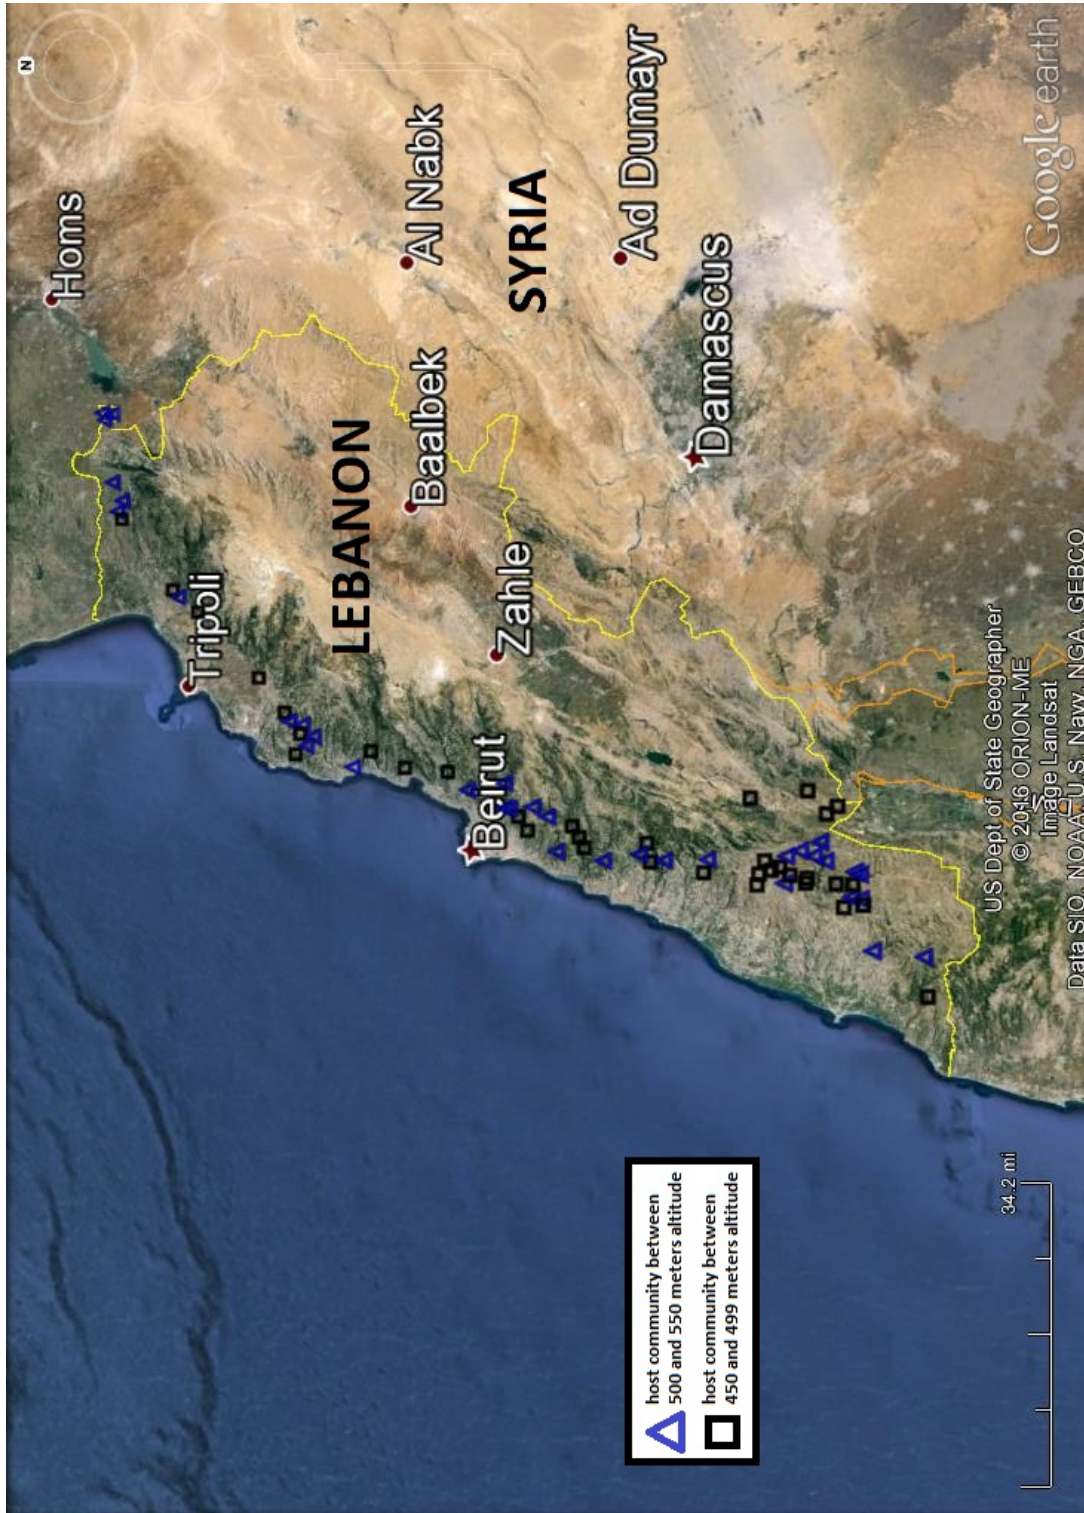 N
Homs
Al Nabk
SYRIA
Ad Dumayr
Damascus
Baalbek
LEBANON
Zahle
Tripoli
Beirut
host community between
500 and 550 meters altitude
host community between
450 and 499 meters altitude
34.2 mi
US Dept of State Geographer
© 2016 ORION-ME
Image Landsat
Data SIO, NOAA, U.S. Navy, NGA, GEBCO
Google earth